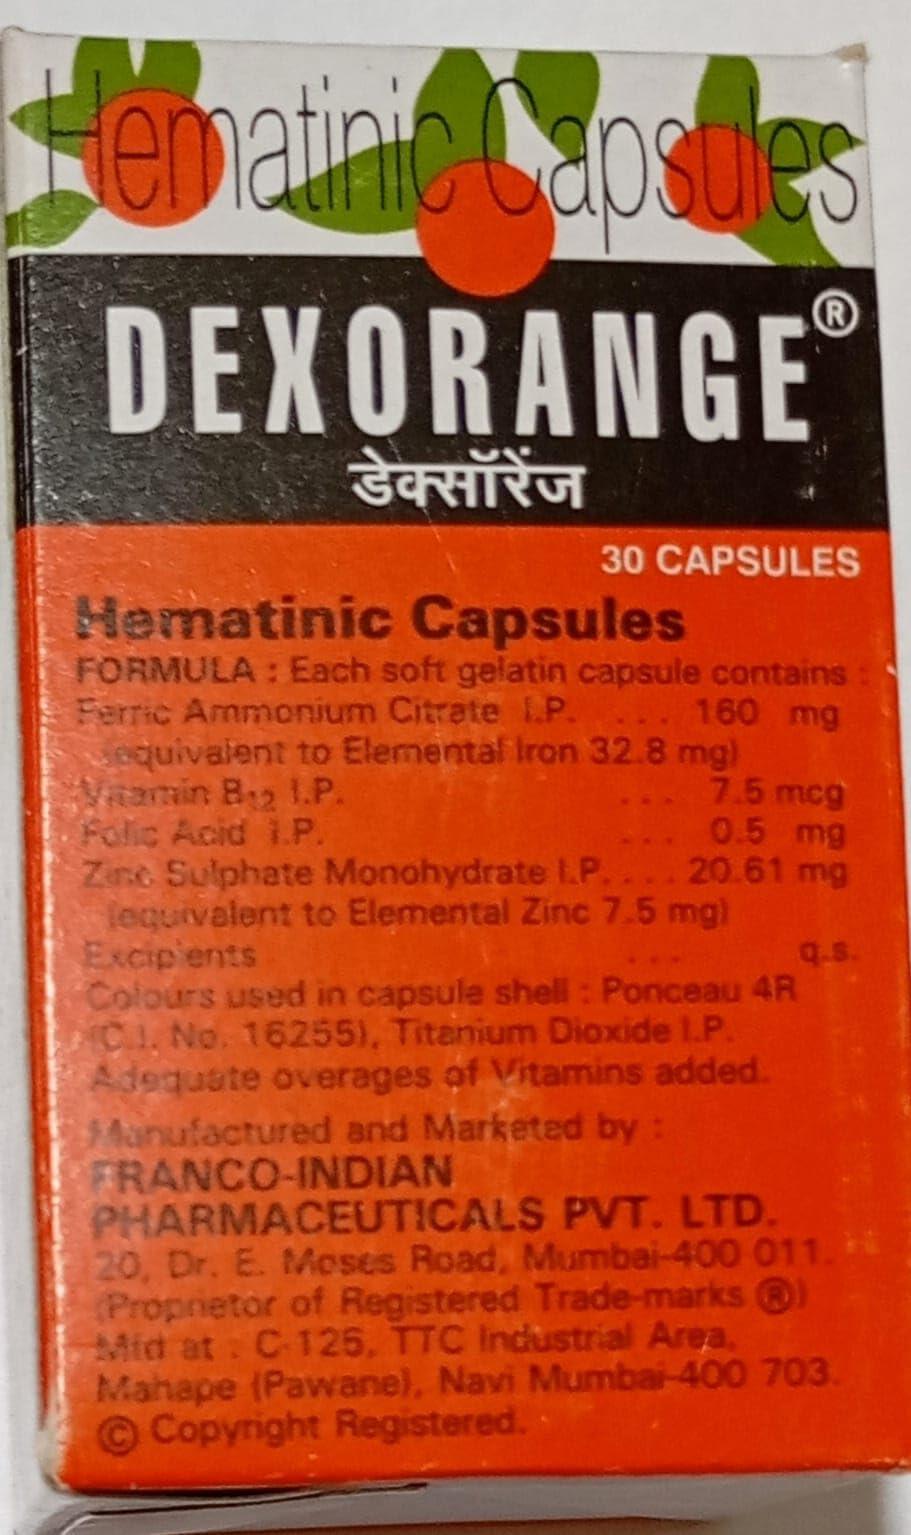 Hematinic Capsules
DEXORANGE®
डेक्सॉरेंज
30 CAPSULES
Hematinic Capsules
FORMULA : Each soft gelatin capsule contains :
Ferric Ammonium Citrate I.P. .... 160 mg
(equivalent to Elemental Iron 32.8 mg)
Vitamin B12 I.P. ... 7.5 mcg
Folic Acid I.P. ... 0.5 mg
Zinc Sulphate Monohydrate I.P. ... 20.61 mg
(equivalent to Elemental Zinc 7.5 mg)
Excipients ... q.s.
Colours used in capsule shell : Ponceau 4R
(C.I. No. 16255), Titanium Dioxide I.P.
Adequate overages of Vitamins added.
Manufactured and Marketed by :
FRANCO-INDIAN
PHARMACEUTICALS PVT. LTD.
20, Dr. E. Moses Road, Mumbai-400 011.
(Proprietor of Registered Trade-marks ®)
Mfd at : C-125, TTC Industrial Area,
Mahape (Pawane), Navi Mumbai-400 703.
© Copyright Registered.